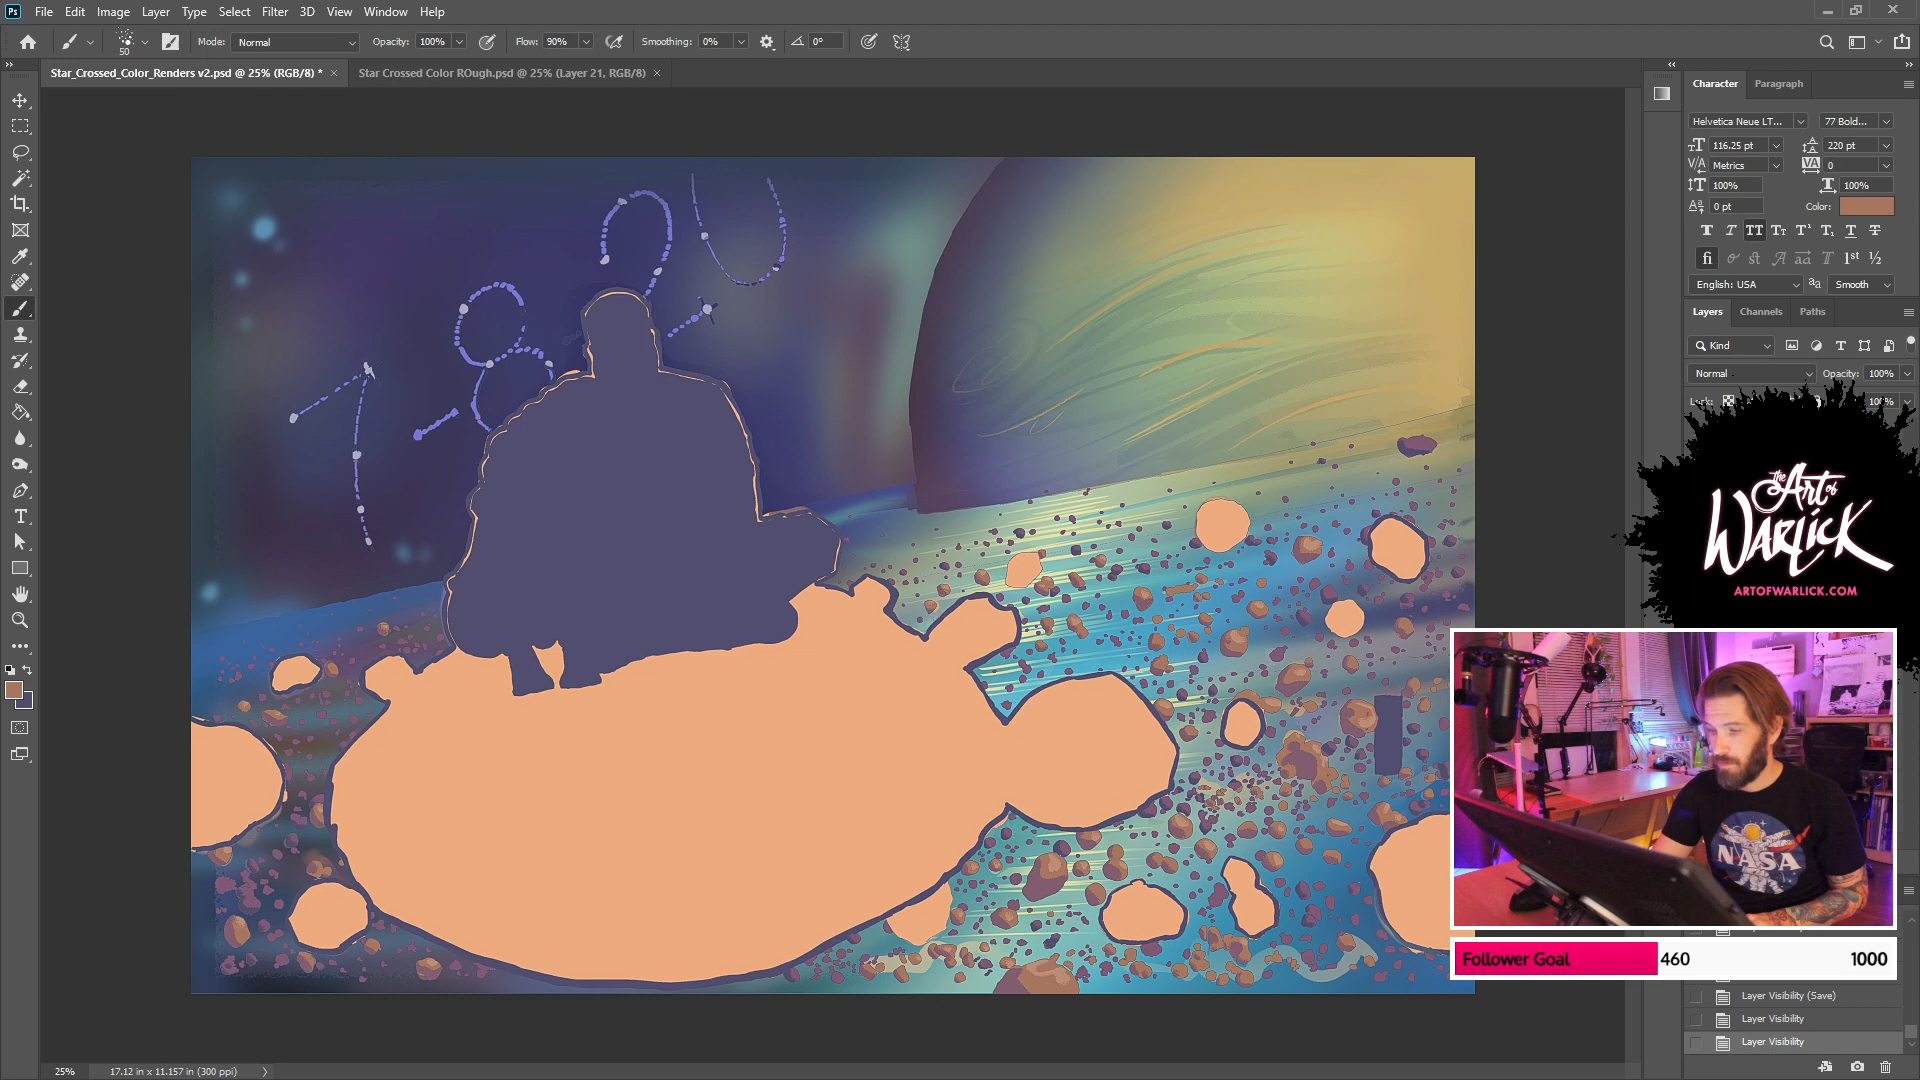 Ps File Edit Image Layer Type Select Filter 3D View Window Help
50 Mode: Normal Opacity: 100% Flow: 90% Smoothing: 0% 0°
Star_Crossed_Color_Renders v2.psd @ 25% (RGB/8) * × Star Crossed Color ROugh.psd @ 25% (Layer 21, RGB/8) ×
Character Paragraph
Helvetica Neue LT... 77 Bold...
116.25 pt 220 pt
Metrics 0
100% 100%
0 pt Color:
English: USA Smooth
Layers Channels Paths
Kind
Normal Opacity: 100%
100%
the Art of
Warlick
ARTOFWARLICK.COM
NASA
Follower Goal 460 1000
Layer Visibility (Save)
Layer Visibility
Layer Visibility
25% 17.12 in x 11.157 in (300 ppi)